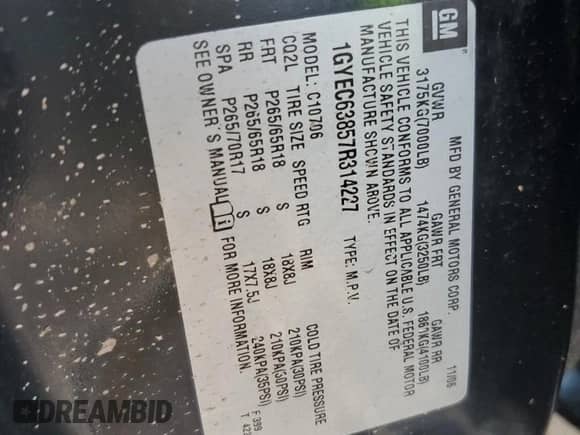 GM
MFD BY GENERAL MOTORS CORP. 11/06
GVWR GAWR FRT GAWR RR
3175KG(7000LB) 1474KG(3250LB) 1861KG(4100LB)
THIS VEHICLE CONFORMS TO ALL APPLICABLE U.S. FEDERAL MOTOR
VEHICLE SAFETY STANDARDS IN EFFECT ON THE DATE OF
MANUFACTURE SHOWN ABOVE.
1GYEC63857R314227 TYPE: M.P.V.
MODEL: C10706
CQ2L TIRE SIZE SPEED RTG RIM COLD TIRE PRESSURE
FRT P265/65R18 S 18X8J 210KPA(30PSI)
RR P265/65R18 S 18X8J 210KPA(30PSI)
SPA P265/70R17 S 17X7.5J 240KPA(35PSI)
SEE OWNER'S MANUAL FOR MORE INFORMATION.
F 399
DREAMBID